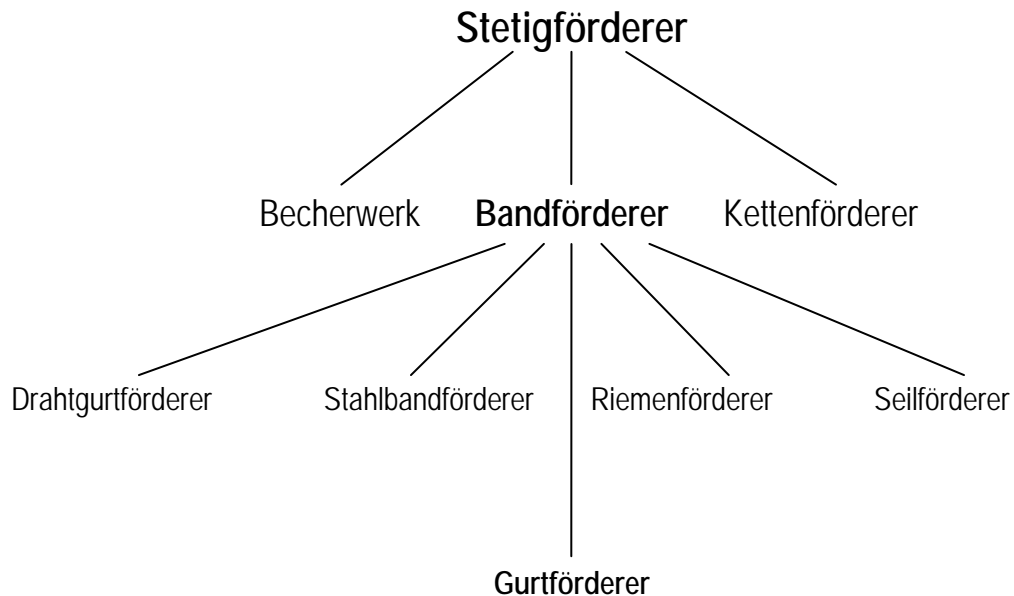 Stetigförderer
Becherwerk Bandförderer Kettenförderer
Drahtgurtförderer Stahlbandförderer Riemenförderer Seilförderer
Gurtförderer